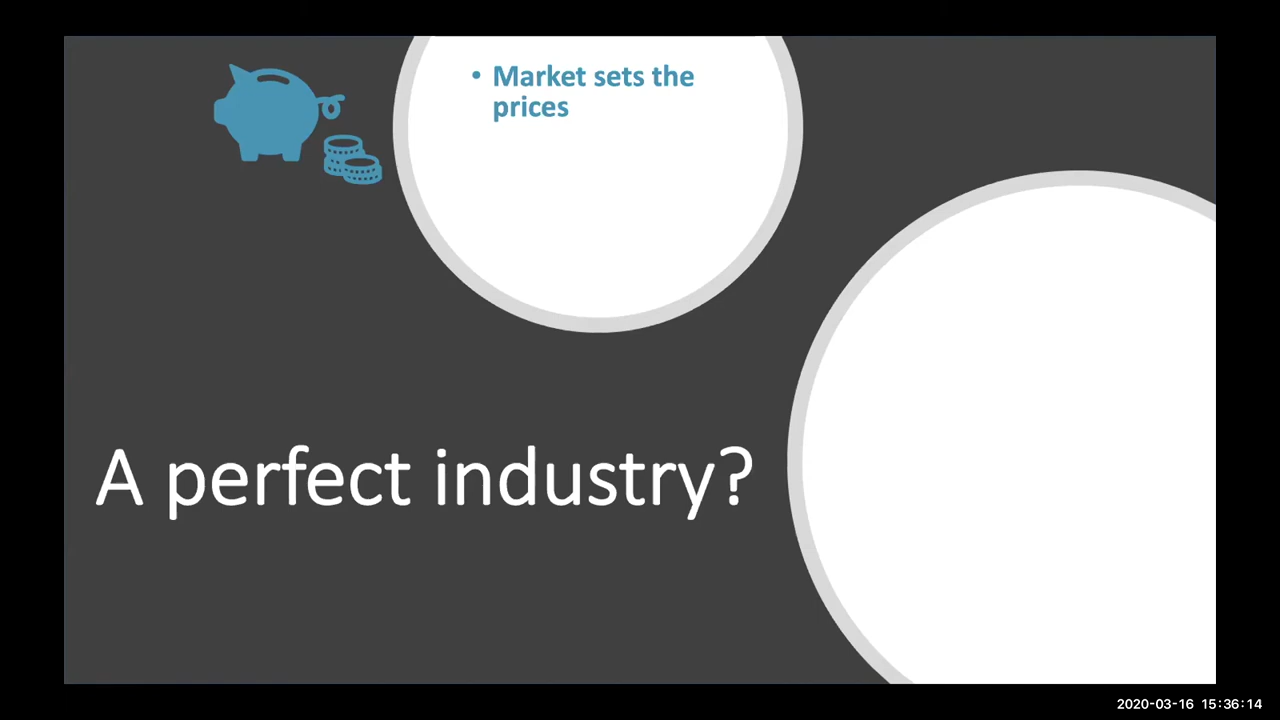 • Market sets the
prices
A perfect industry?
2020-03-16 15:36:14